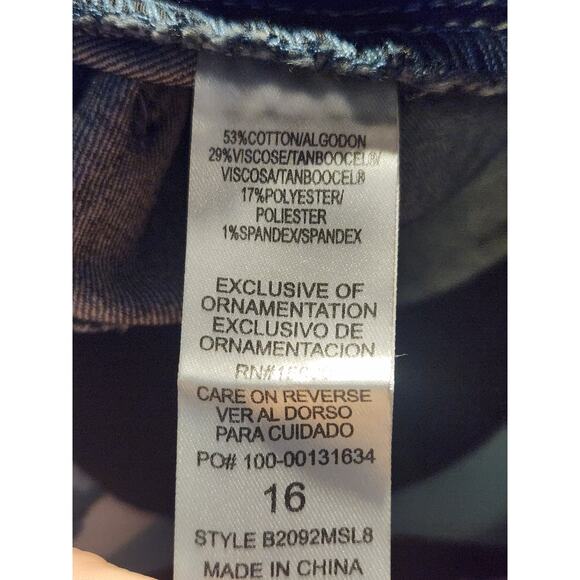 53%COTTON/ALGODON
29%VISCOSE/TANBOOCEL®/
VISCOSA/TANBOOCEL®
17%POLYESTER/
POLIESTER
1%SPANDEX/SPANDEX
EXCLUSIVE OF
ORNAMENTATION
EXCLUSIVO DE
ORNAMENTACION
CARE ON REVERSE
VER AL DORSO
PARA CUIDADO
PO# 100-00131634
16
STYLE B2092MSL8
MADE IN CHINA